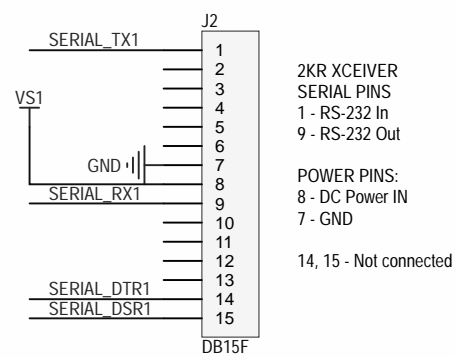 J2
SERIAL_TX1
1
2
3
VS1
4
5
6
GND
7
8
SERIAL_RX1
9
10
11
12
13
SERIAL_DTR1
14
SERIAL_DSR1
15
DB15F
2KR XCEIVER
SERIAL PINS
1 - RS-232 In
9 - RS-232 Out
POWER PINS:
8 - DC Power IN
7 - GND
14, 15 - Not connected